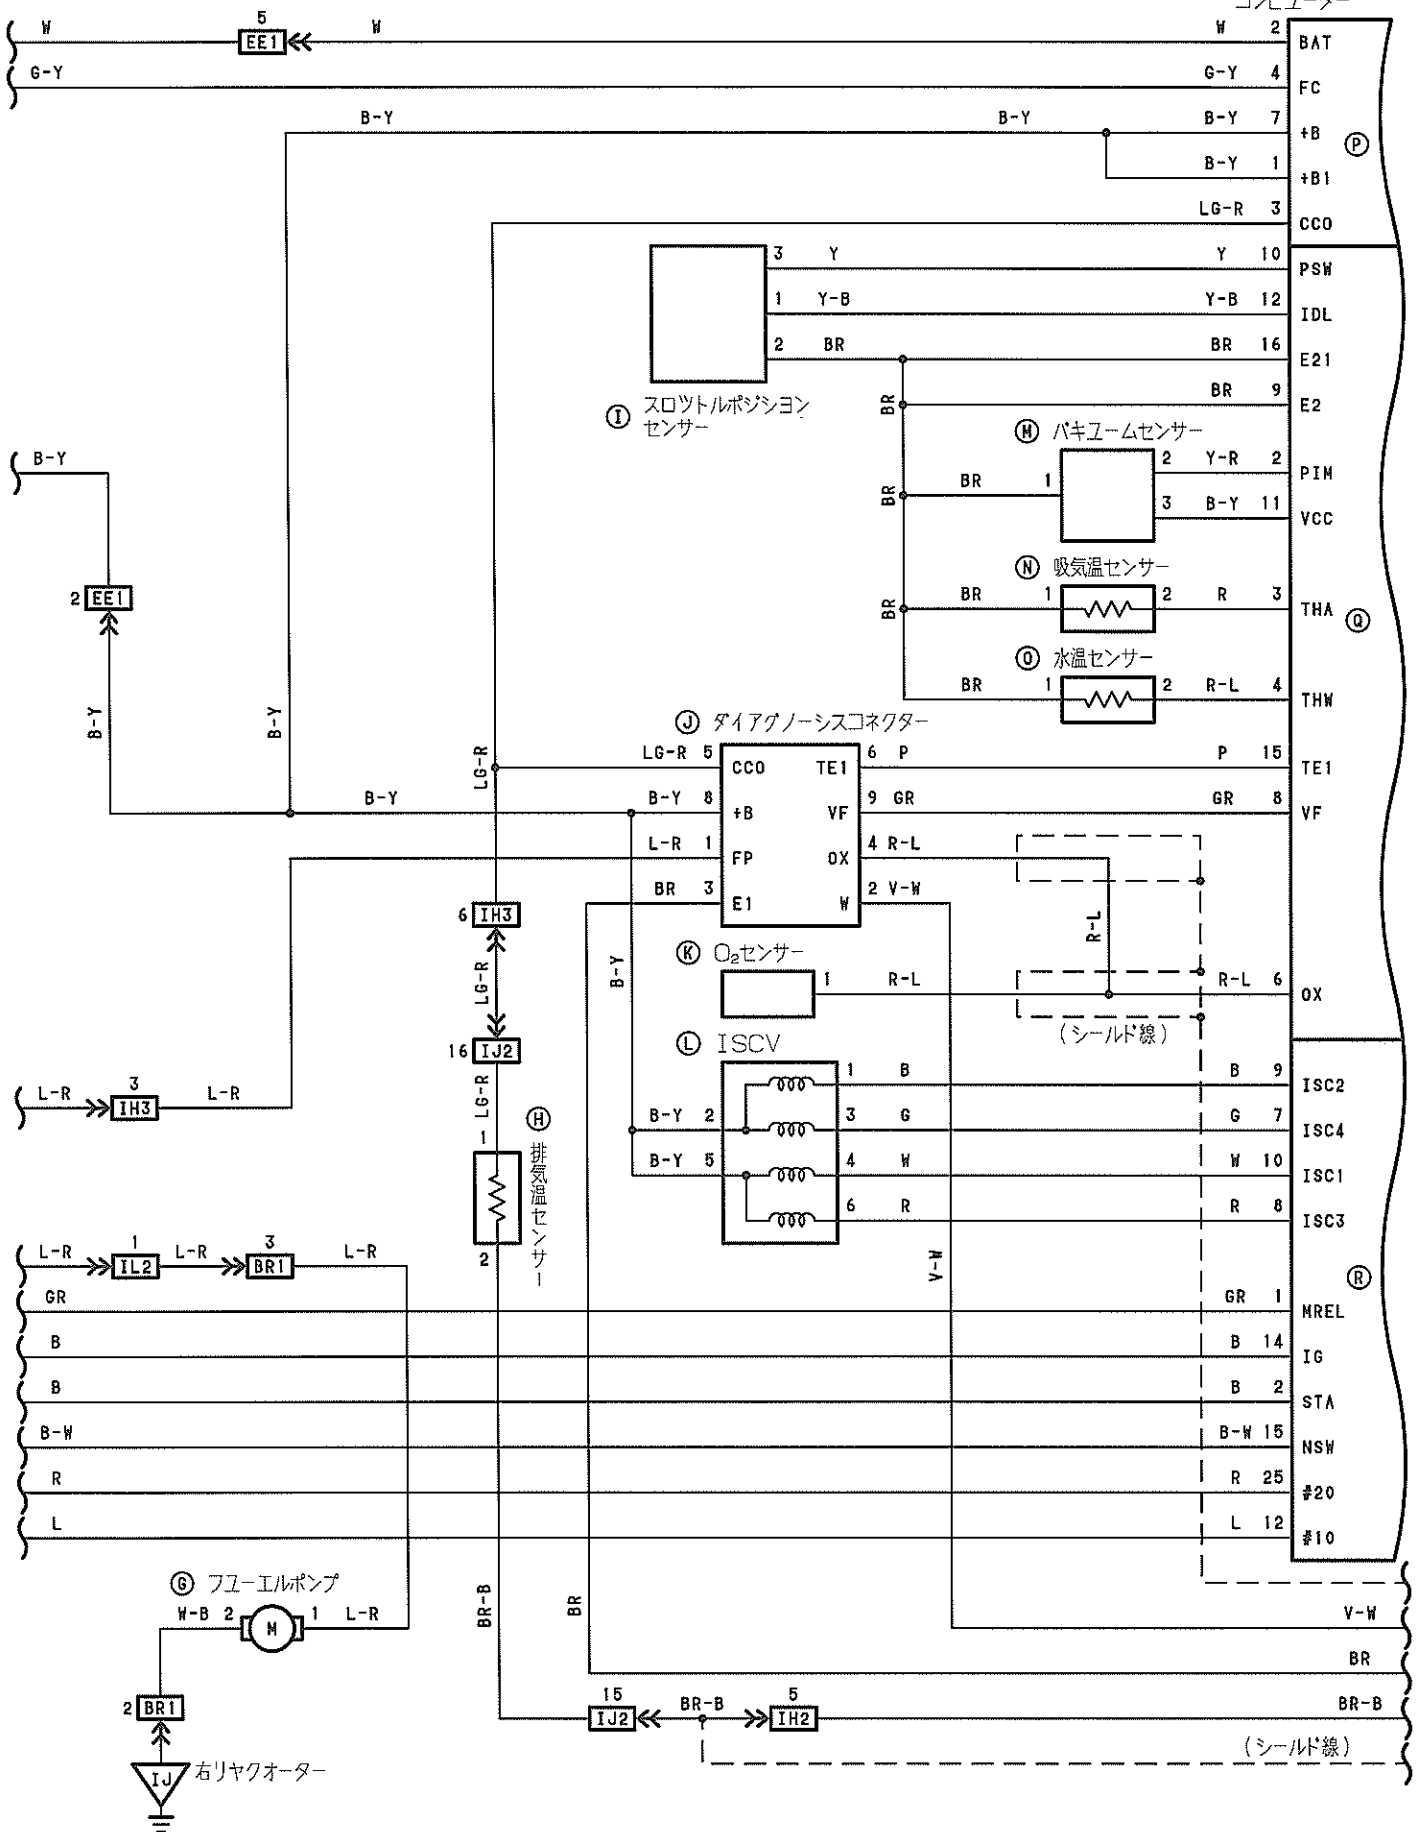 コンピューター
W 5 EE1 W W 2 BAT
G-Y G-Y 4 FC
B-Y B-Y B-Y 7 +B
P
B-Y 1 +B1
LG-R 3 CCO
3 Y Y 10 PSW
1 Y-B Y-B 12 IDL
2 BR BR 16 E21
BR BR 9 E2
I スロツトルポジシヨン
センサー
M バキユームセンサー
B-Y
2 Y-R 2 PIM
BR BR 1
3 B-Y 11 VCC
N 吸気温センサー
2 EE1
BR BR 1 2 R 3 THA
Q
O 水温センサー
BR 1 2 R-L 4 THW
B-Y B-Y
J ダイアグノーシスコネクター
LG-R LG-R 5 CCO TE1 6 P P 15 TE1
B-Y B-Y 8 +B VF 9 GR GR 8 VF
L-R 1 FP OX 4 R-L
BR 3 E1 W 2 V-W
6 IH3
R-L
K O₂センサー
LG-R B-Y
1 R-L R-L 6 OX
(シールド線)
16 IJ2
L ISCV
LG-R
1 B B 9 ISC2
L-R 3 IH3 L-R
H 排気温センサー
1
B-Y 2 3 G G 7 ISC4
B-Y 5 4 W W 10 ISC1
6 R R 8 ISC3
2
L-R 1 IL2 L-R 3 BR1 L-R
V-W
R
GR GR 1 MREL
B B 14 IG
B B 2 STA
B-W B-W 15 NSW
R R 25 #20
L L 12 #10
G フユーエルポンプ
W-B 2 M 1 L-R
BR-B BR
V-W
BR
2 BR1
15 IJ2 BR-B 5 IH2 BR-B
(シールド線)
IJ 右リヤクオーター